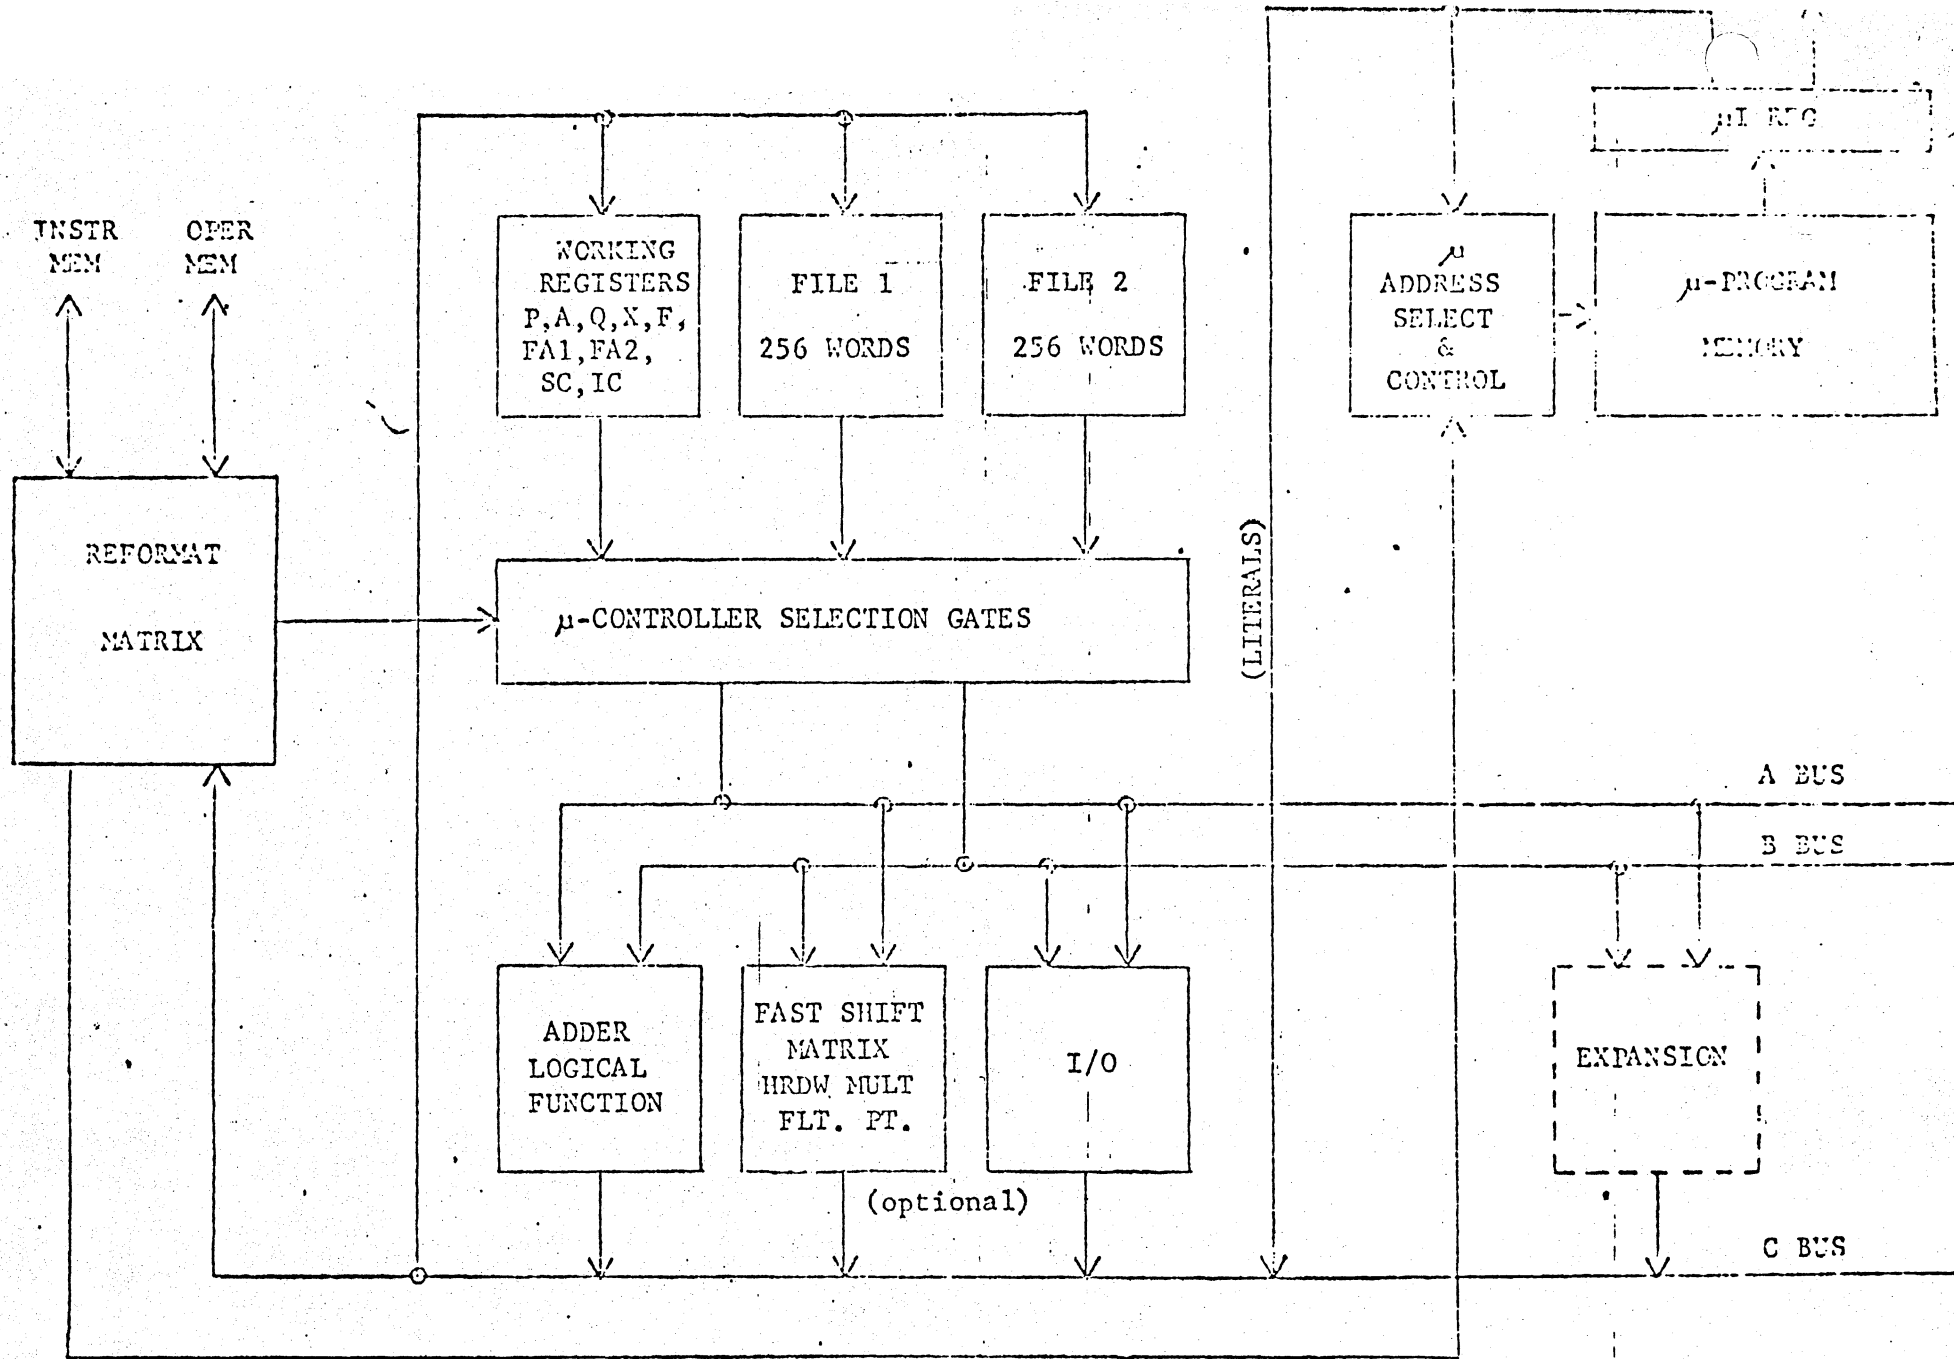 INSTR
MEM
OPER
MEM
REFORMAT
MATRIX
WORKING
REGISTERS
P,A,Q,X,F,
FA1,FA2,
SC,IC
FILE 1
256 WORDS
FILE 2
256 WORDS
μ-CONTROLLER SELECTION GATES
(LITERALS)
μI REG
μ
ADDRESS
SELECT
&
CONTROL
μ-PROGRAM
MEMORY
A BUS
B BUS
ADDER
LOGICAL
FUNCTION
FAST SHIFT
MATRIX
HRDW MULT
FLT. PT.
(optional)
I/O
EXPANSION
C BUS